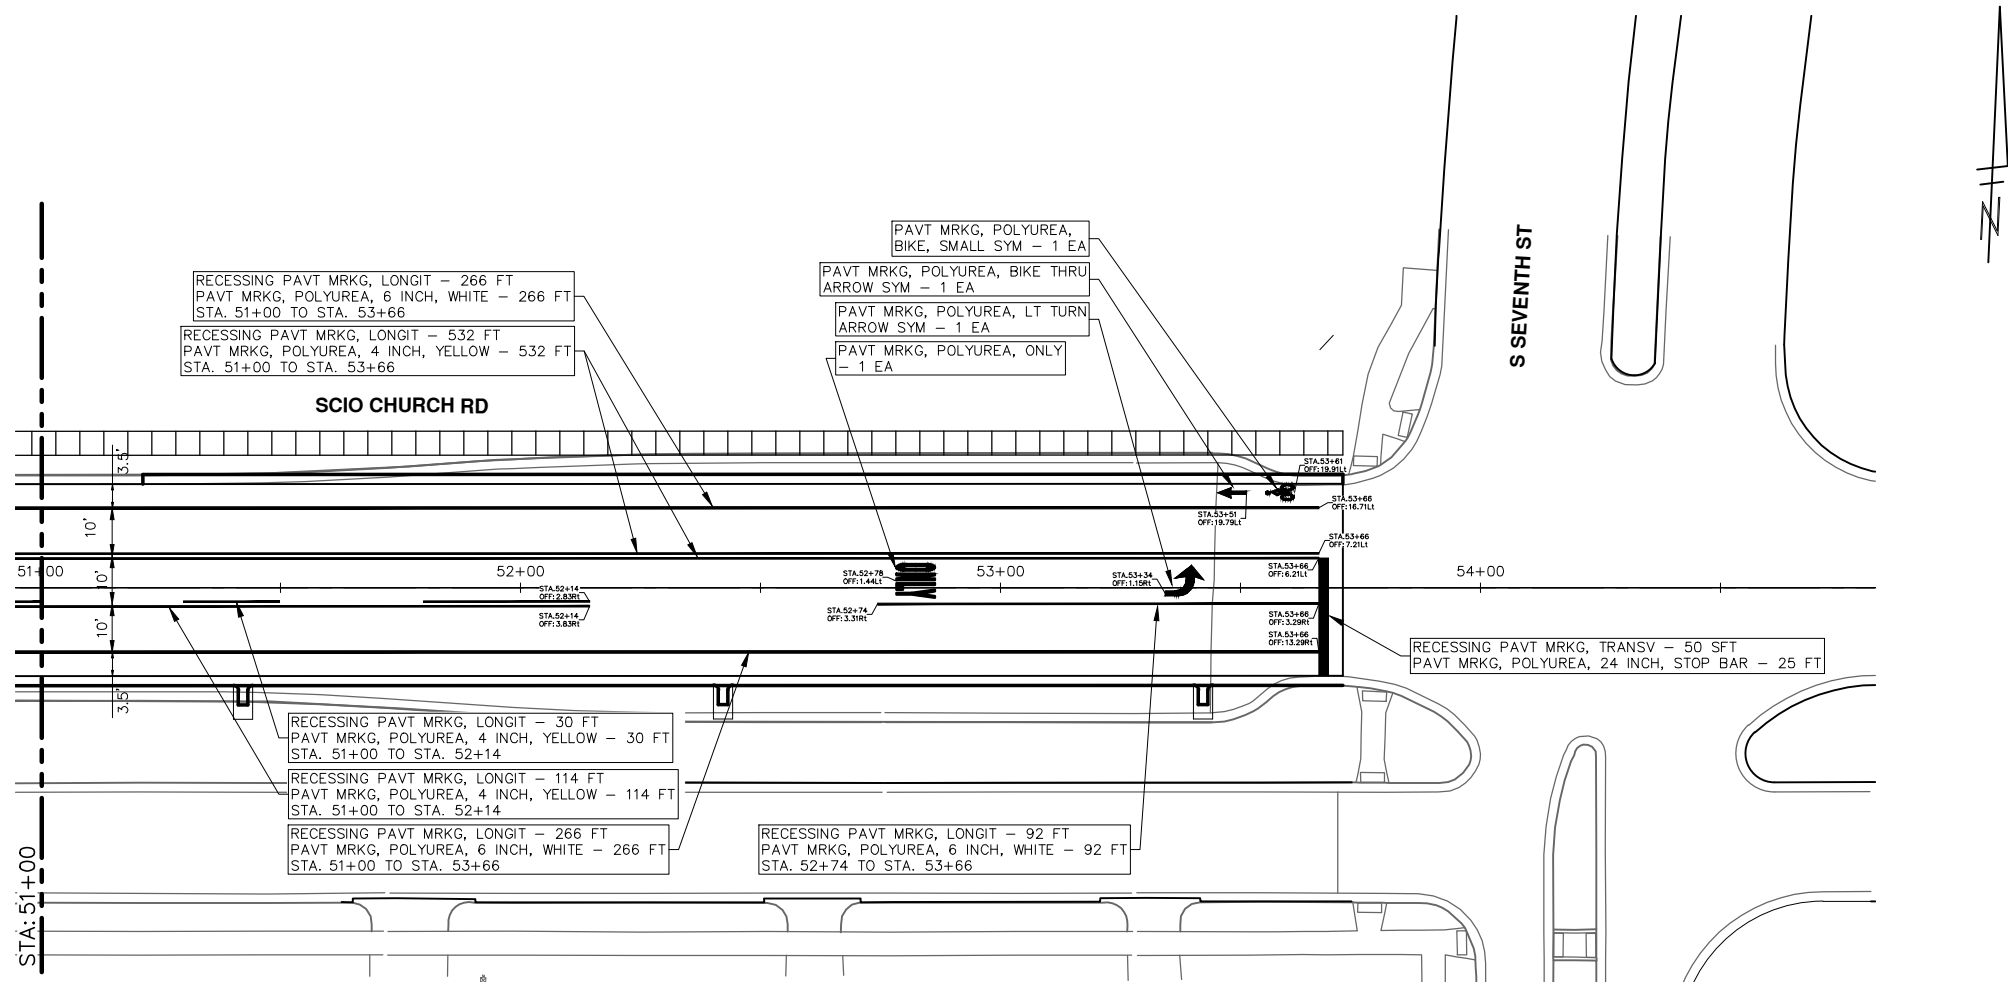 PAVT MRKG, POLYUREA,
BIKE, SMALL SYM – 1 EA
PAVT MRKG, POLYUREA, BIKE THRU
ARROW SYM – 1 EA
PAVT MRKG, POLYUREA, LT TURN
ARROW SYM – 1 EA
PAVT MRKG, POLYUREA, ONLY
– 1 EA
RECESSING PAVT MRKG, LONGIT – 266 FT
PAVT MRKG, POLYUREA, 6 INCH, WHITE – 266 FT
STA. 51+00 TO STA. 53+66
RECESSING PAVT MRKG, LONGIT – 532 FT
PAVT MRKG, POLYUREA, 4 INCH, YELLOW – 532 FT
STA. 51+00 TO STA. 53+66
S SEVENTH ST
N
SCIO CHURCH RD
3.5'
10'
10'
10'
3.5'
STA.53+61
OFF:19.91Lt
STA.53+66
OFF:16.71Lt
STA.53+51
OFF:19.79Lt
STA.53+66
OFF:7.21Lt
51+00
52+00
53+00
54+00
STA.53+66
OFF:6.21Lt
STA.52+78
OFF:1.44Lt
STA.53+34
OFF:1.15Rt
STA.52+14
OFF:2.83Rt
STA.52+14
OFF:3.83Rt
STA.52+74
OFF:3.31Rt
STA.53+66
OFF:3.29Rt
STA.53+66
OFF:13.29Rt
ONLY
RECESSING PAVT MRKG, TRANSV – 50 SFT
PAVT MRKG, POLYUREA, 24 INCH, STOP BAR – 25 FT
RECESSING PAVT MRKG, LONGIT – 30 FT
PAVT MRKG, POLYUREA, 4 INCH, YELLOW – 30 FT
STA. 51+00 TO STA. 52+14
RECESSING PAVT MRKG, LONGIT – 114 FT
PAVT MRKG, POLYUREA, 4 INCH, YELLOW – 114 FT
STA. 51+00 TO STA. 52+14
RECESSING PAVT MRKG, LONGIT – 266 FT
PAVT MRKG, POLYUREA, 6 INCH, WHITE – 266 FT
STA. 51+00 TO STA. 53+66
RECESSING PAVT MRKG, LONGIT – 92 FT
PAVT MRKG, POLYUREA, 6 INCH, WHITE – 92 FT
STA. 52+74 TO STA. 53+66
STA: 51+00